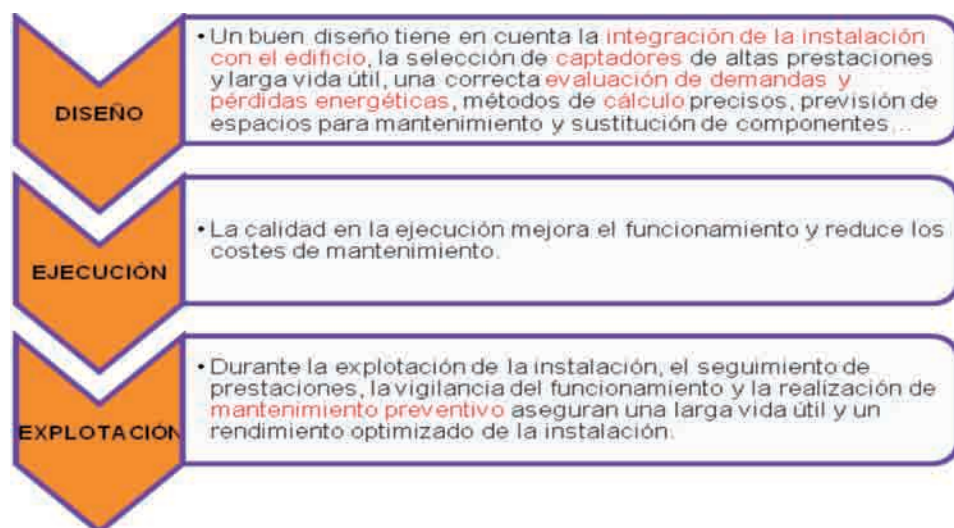 DISEÑO
• Un buen diseño tiene en cuenta la integración de la instalación
con el edificio, la selección de captadores de altas prestaciones
y larga vida útil, una correcta evaluación de demandas y
pérdidas energéticas, métodos de cálculo precisos, previsión de
espacios para mantenimiento y sustitución de componentes...
EJECUCIÓN
• La calidad en la ejecución mejora el funcionamiento y reduce los
costes de mantenimiento.
EXPLOTACIÓN
• Durante la explotación de la instalación, el seguimiento de
prestaciones, la vigilancia del funcionamiento y la realización de
mantenimiento preventivo aseguran una larga vida útil y un
rendimiento optimizado de la instalación.